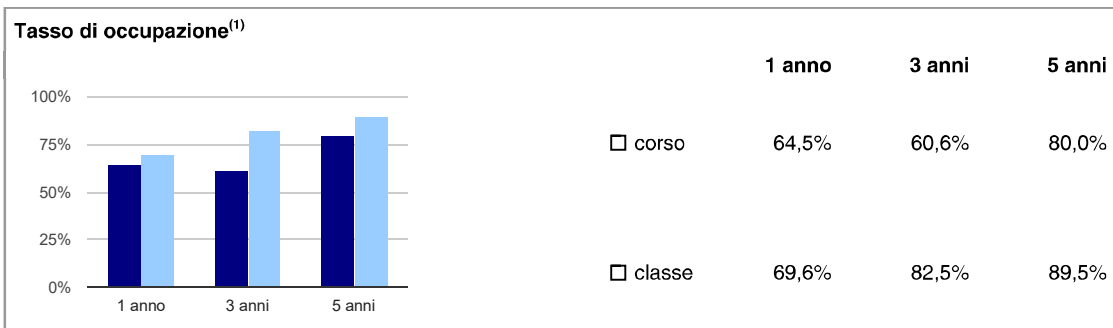 Tasso di occupazione(1)
1 anno 3 anni 5 anni
100%
75%
50%
25%
0%
1 anno 3 anni 5 anni
corso 64,5% 60,6% 80,0%
classe 69,6% 82,5% 89,5%